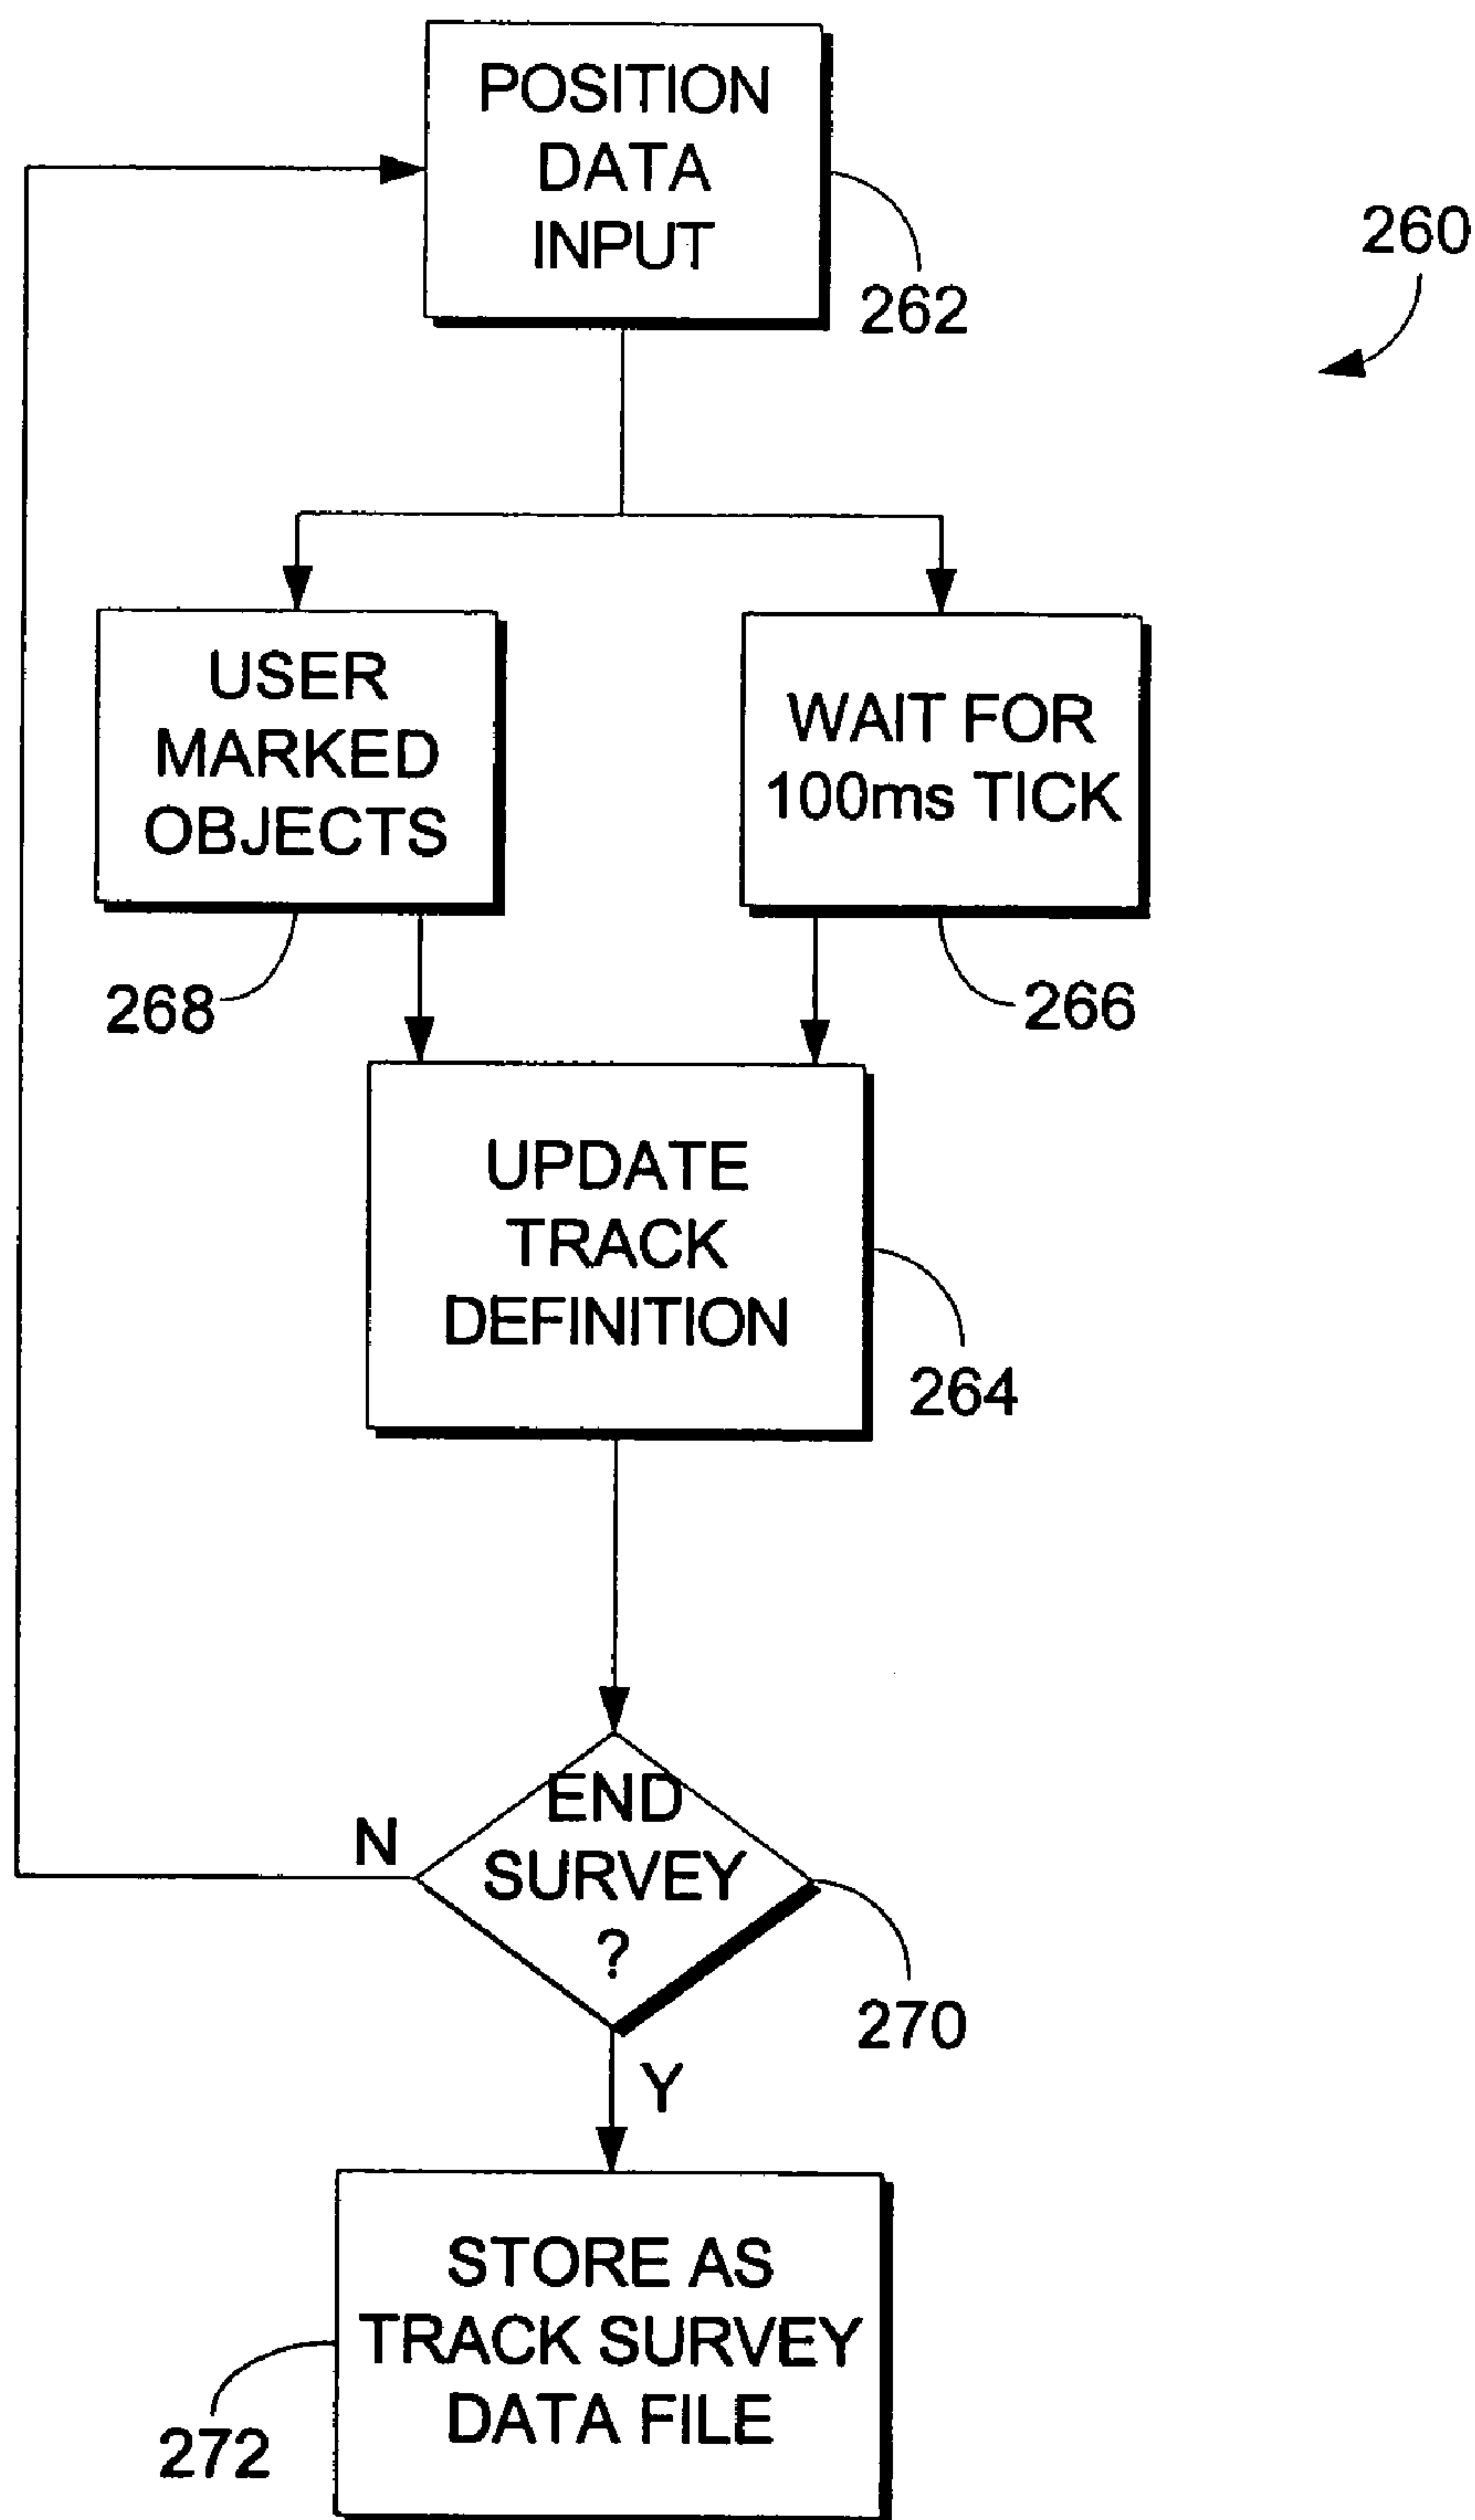 POSITION
DATA
INPUT
262
260
USER
MARKED
OBJECTS
268
WAIT FOR
100ms TICK
266
UPDATE
TRACK
DEFINITION
264
END
SURVEY
?
N
270
Y
STORE AS
TRACK SURVEY
DATA FILE
272